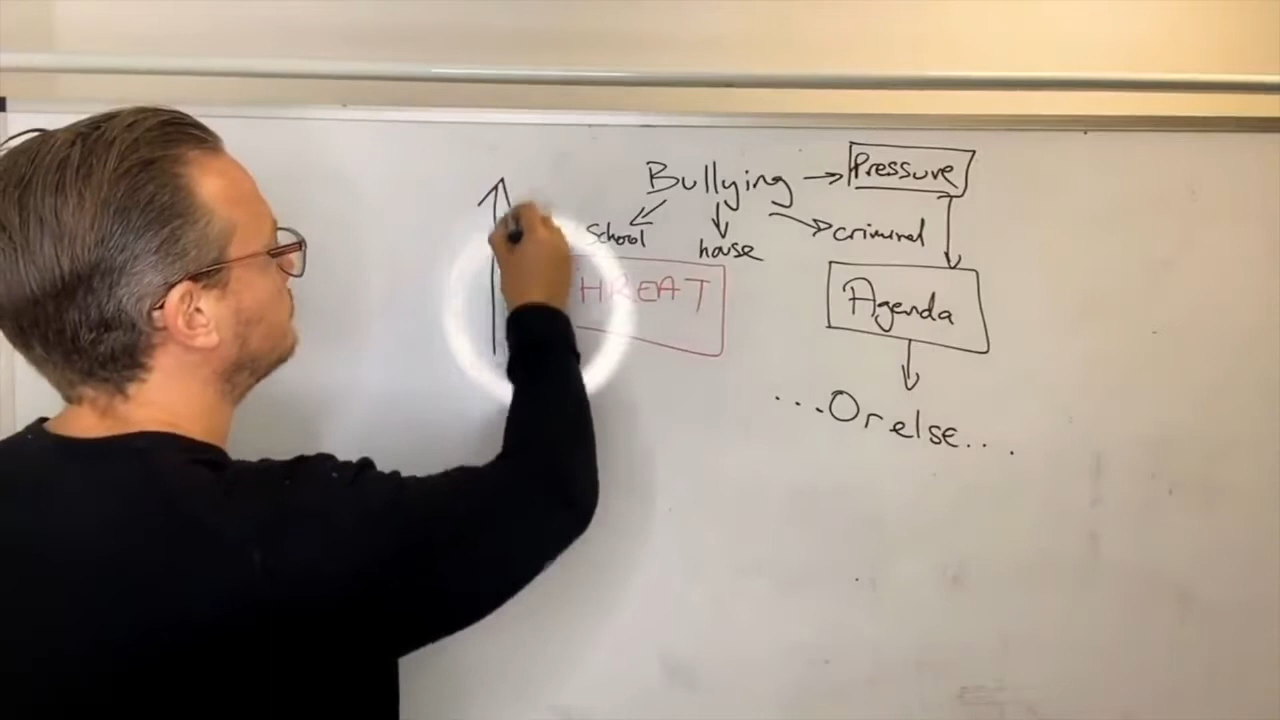 Bullying
Pressure
School
house
criminal
HREAT
Agenda
...Or else...